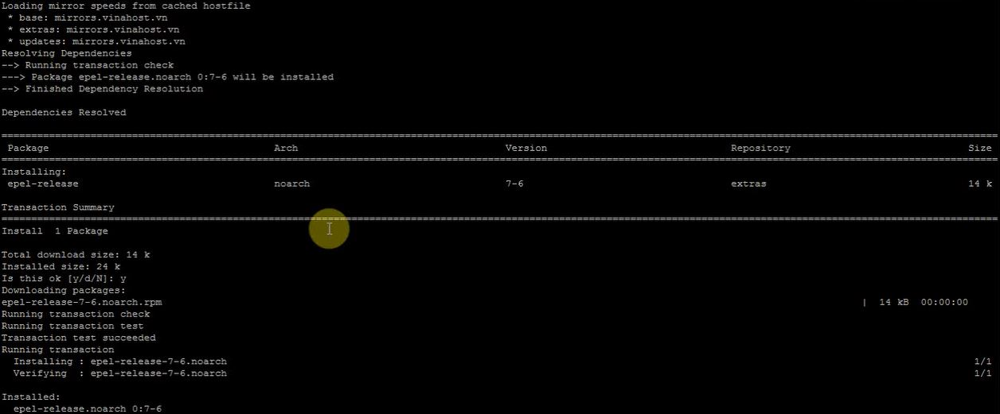 Loading mirror speeds from cached hostfile
 * base: mirrors.vinahost.vn
 * extras: mirrors.vinahost.vn
 * updates: mirrors.vinahost.vn
Resolving Dependencies
--> Running transaction check
---> Package epel-release.noarch 0:7-6 will be installed
--> Finished Dependency Resolution
Dependencies Resolved
Package Arch Version Repository Size
Installing:
 epel-release noarch 7-6 extras 14 k
Transaction Summary
Install  1 Package
Total download size: 14 k
Installed size: 24 k
Is this ok [y/d/N]: y
Downloading packages:
epel-release-7-6.noarch.rpm | 14 kB 00:00:00
Running transaction check
Running transaction test
Transaction test succeeded
Running transaction
  Installing : epel-release-7-6.noarch 1/1
  Verifying  : epel-release-7-6.noarch 1/1
Installed:
  epel-release.noarch 0:7-6